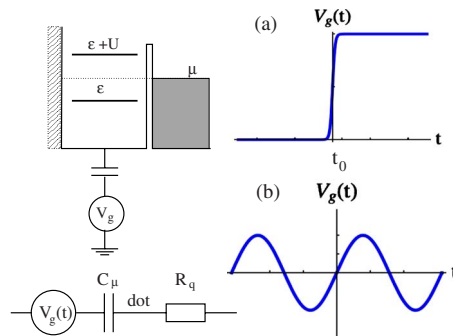 ε+U
μ
ε
V_g
C_μ
dot
R_q
V_g(t)
(a)
V_g(t)
t
t_0
(b)
V_g(t)
t